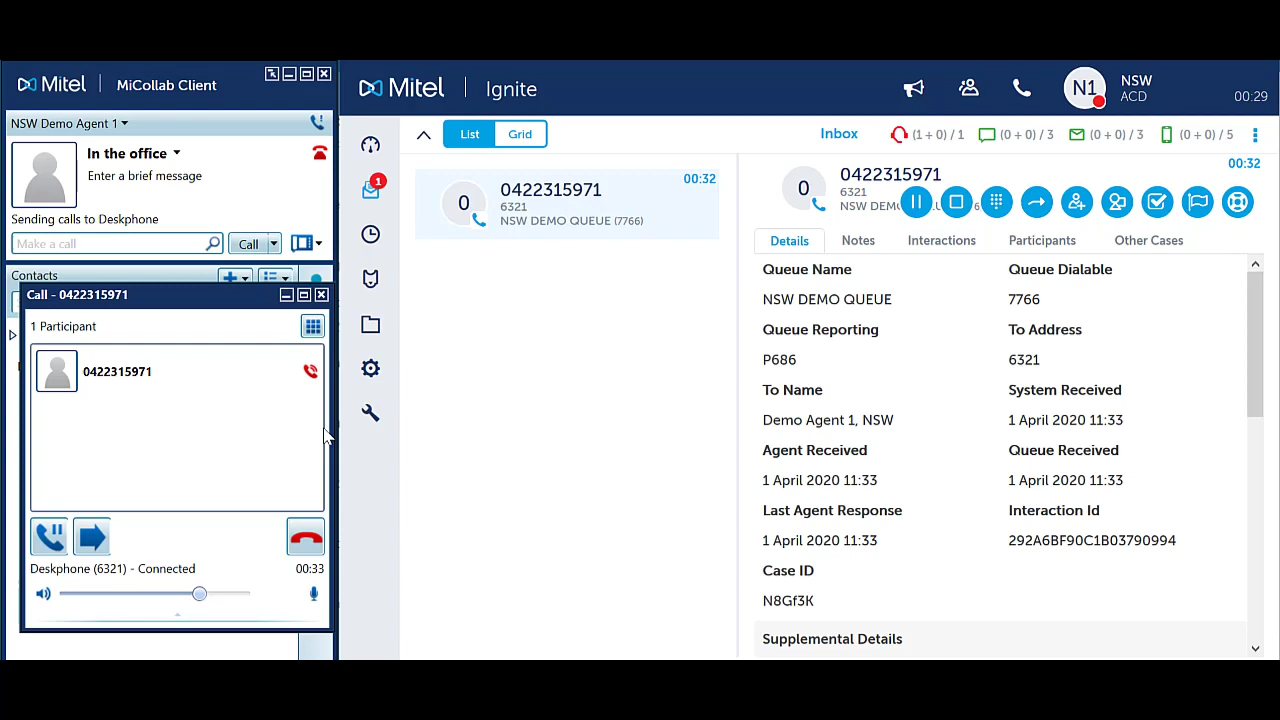 Mitel MiCollab Client
NSW Demo Agent 1
In the office
Enter a brief message
Sending calls to Deskphone
Make a call
Call
Contacts
Call - 0422315971
1 Participant
0422315971
Deskphone (6321) - Connected 00:33
Mitel Ignite
N1
NSW
ACD
00:29
List Grid
Inbox (1 + 0) / 1 (0 + 0) / 3 (0 + 0) / 3 (0 + 0) / 5
1
0
0422315971 00:32
6321
NSW DEMO QUEUE (7766)
00:32
0
0422315971
6321
NSW DEM
Details Notes Interactions Participants Other Cases
Queue Name Queue Dialable
NSW DEMO QUEUE 7766
Queue Reporting To Address
P686 6321
To Name System Received
Demo Agent 1, NSW 1 April 2020 11:33
Agent Received Queue Received
1 April 2020 11:33 1 April 2020 11:33
Last Agent Response Interaction Id
1 April 2020 11:33 292A6BF90C1B03790994
Case ID
N8Gf3K
Supplemental Details